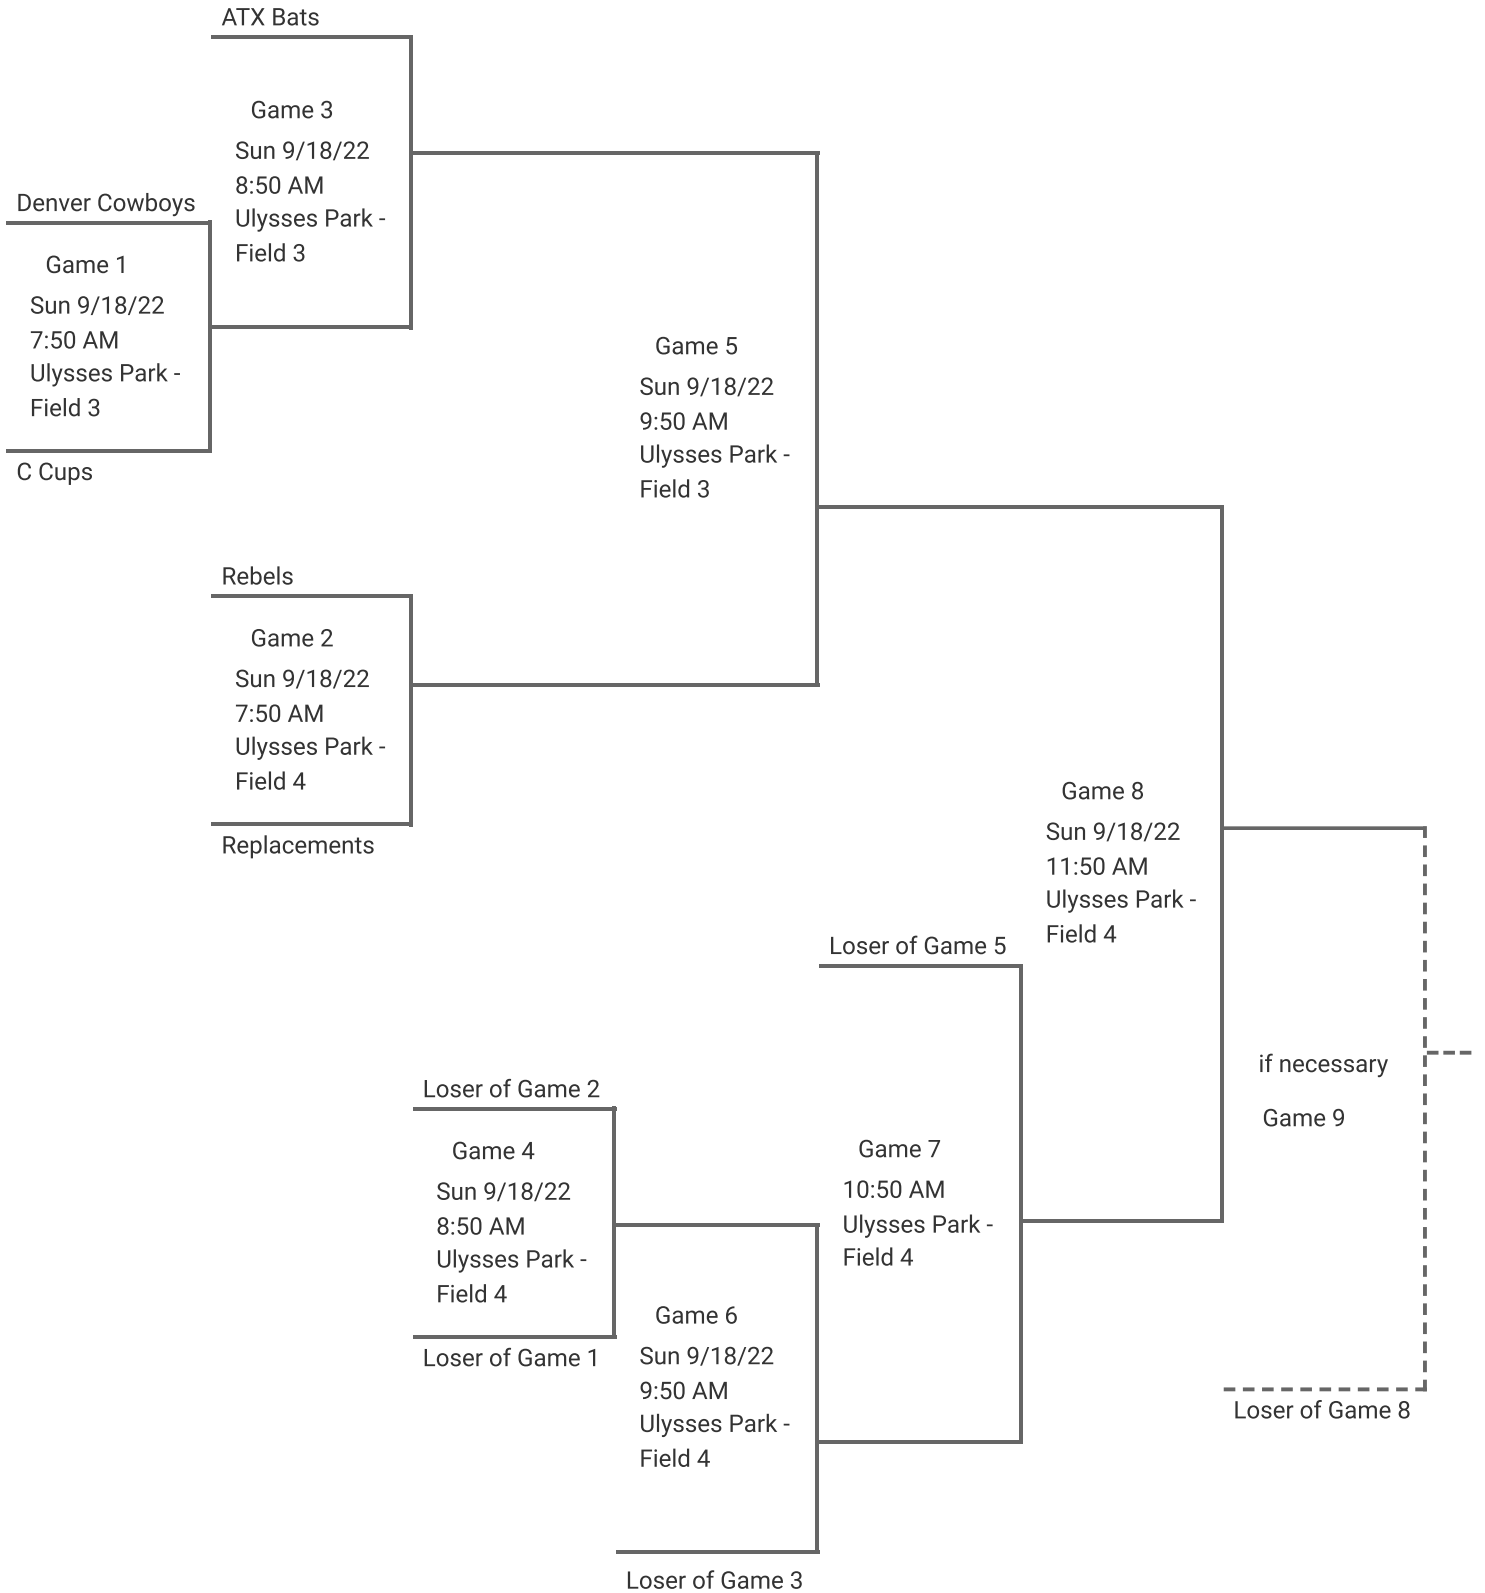 ATX Bats
Game 3
Sun 9/18/22
8:50 AM
Ulysses Park -
Field 3
Denver Cowboys
Game 1
Sun 9/18/22
7:50 AM
Ulysses Park -
Field 3
C Cups
Game 5
Sun 9/18/22
9:50 AM
Ulysses Park -
Field 3
Rebels
Game 2
Sun 9/18/22
7:50 AM
Ulysses Park -
Field 4
Replacements
Game 8
Sun 9/18/22
11:50 AM
Ulysses Park -
Field 4
Loser of Game 5
Game 7
10:50 AM
Ulysses Park -
Field 4
if necessary
Game 9
Loser of Game 8
Loser of Game 2
Game 4
Sun 9/18/22
8:50 AM
Ulysses Park -
Field 4
Loser of Game 1
Game 6
Sun 9/18/22
9:50 AM
Ulysses Park -
Field 4
Loser of Game 3